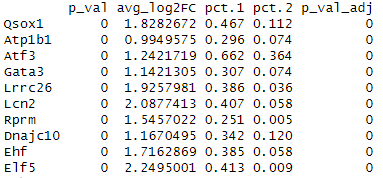 p_val avg_log2FC pct.1 pct.2 p_val_adj
Qsox1 0 1.8282672 0.467 0.112 0
Atp1b1 0 0.9949575 0.296 0.074 0
Atf3 0 1.2421719 0.662 0.364 0
Gata3 0 1.1421305 0.307 0.074 0
Lrrc26 0 1.9257981 0.386 0.036 0
Lcn2 0 2.0877413 0.407 0.058 0
Rprm 0 1.5457022 0.251 0.005 0
Dnajc10 0 1.1670495 0.342 0.120 0
Ehf 0 1.7162869 0.385 0.058 0
Elf5 0 2.2495001 0.413 0.009 0